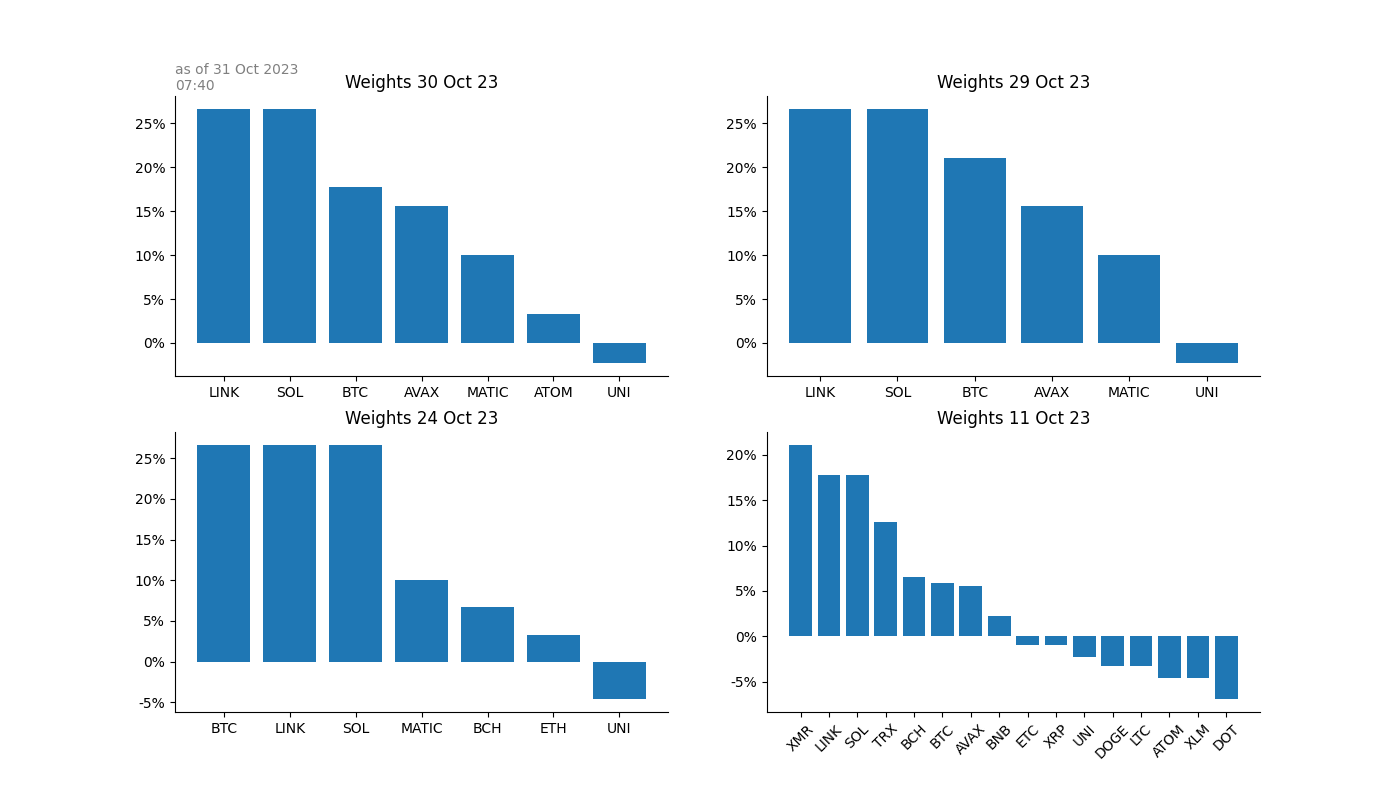 as of 31 Oct 2023
07:40
Weights 30 Oct 23
25%
20%
15%
10%
5%
0%
LINK SOL BTC AVAX MATIC ATOM UNI
Weights 29 Oct 23
25%
20%
15%
10%
5%
0%
LINK SOL BTC AVAX MATIC UNI
Weights 24 Oct 23
25%
20%
15%
10%
5%
0%
-5%
BTC LINK SOL MATIC BCH ETH UNI
Weights 11 Oct 23
20%
15%
10%
5%
0%
-5%
XMR LINK SOL TRX BCH BTC AVAX BNB ETC XRP UNI DOGE LTC ATOM XLM DOT